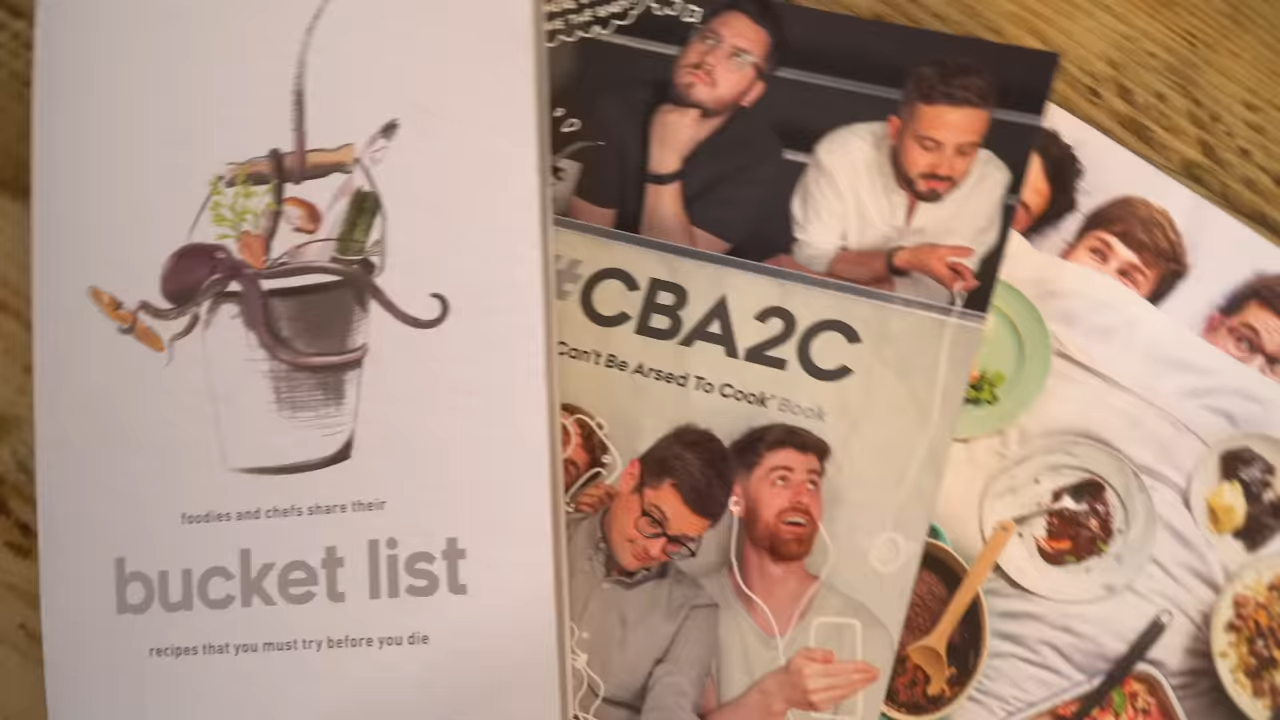 foodies and chefs share their
bucket list
recipes that you must try before you die
#CBA2C
Can't Be Arsed To Cook" Book